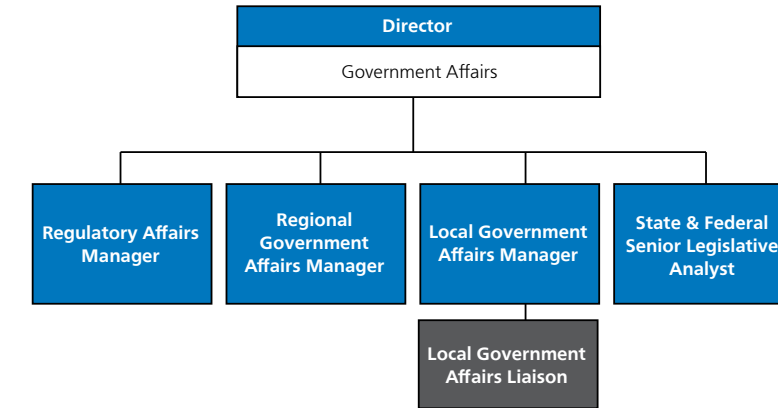 Director
Government Affairs
Regulatory Affairs
Manager
Regional
Government
Affairs Manager
Local Government
Affairs Manager
State & Federal
Senior Legislative
Analyst
Local Government
Affairs Liaison